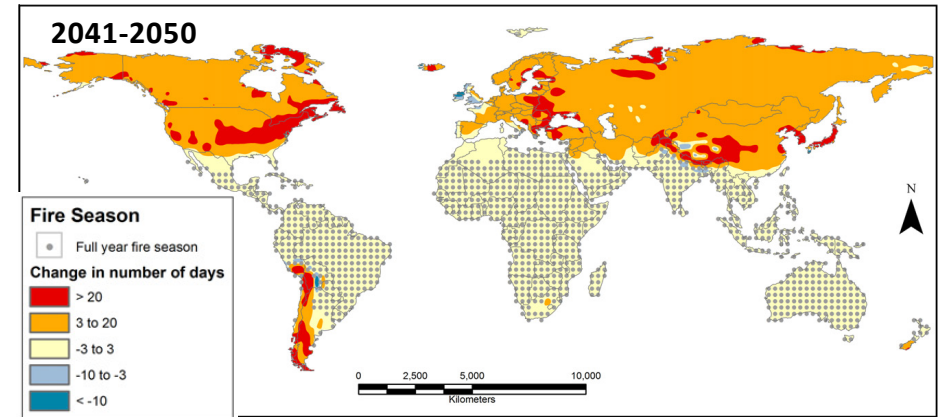 2041-2050
N
Fire Season
Full year fire season
Change in number of days
> 20
3 to 20
-3 to 3
-10 to -3
< -10
0 2,500 5,000 10,000
Kilometers